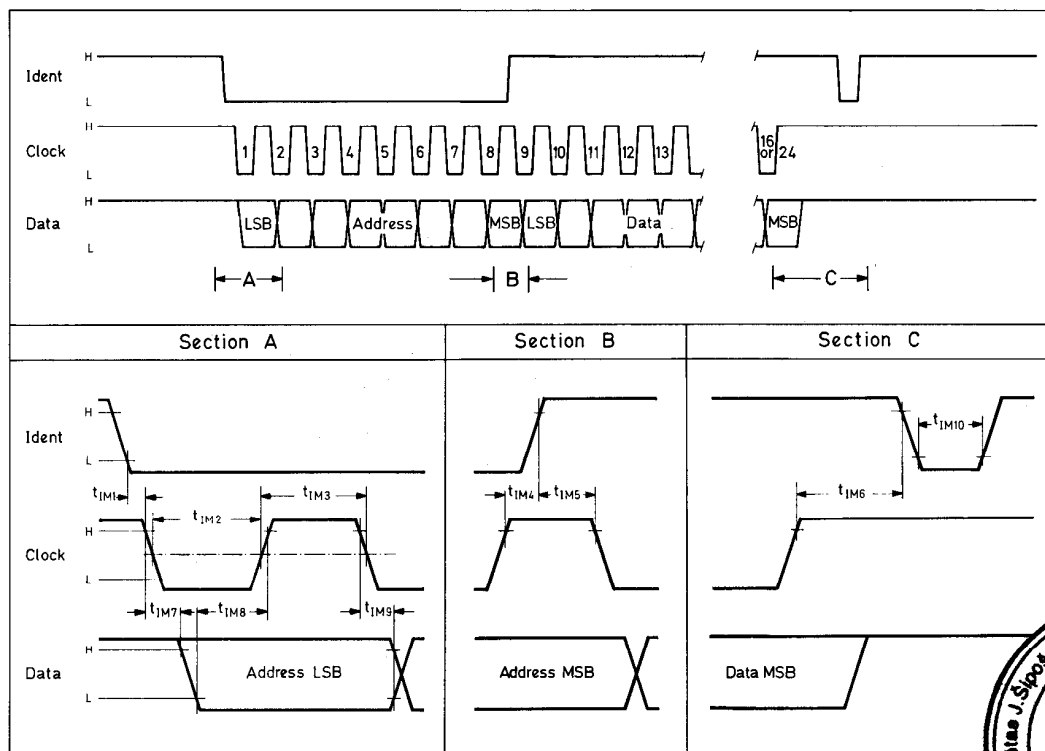 H
Ident
L
H
Clock 1 2 3 4 5 6 7 8 9 10 11 12 13 16 or 24
L
H
Data LSB Address MSB LSB Data MSB
L
A B C
Section A Section B Section C
H
Ident
L
tIM10
tIM1 tIM2 tIM3 tIM4 tIM5 tIM6
H
Clock
L
tIM7 tIM8 tIM9
H
Data Address LSB Address MSB Data MSB
L
ntas J. Šipoš